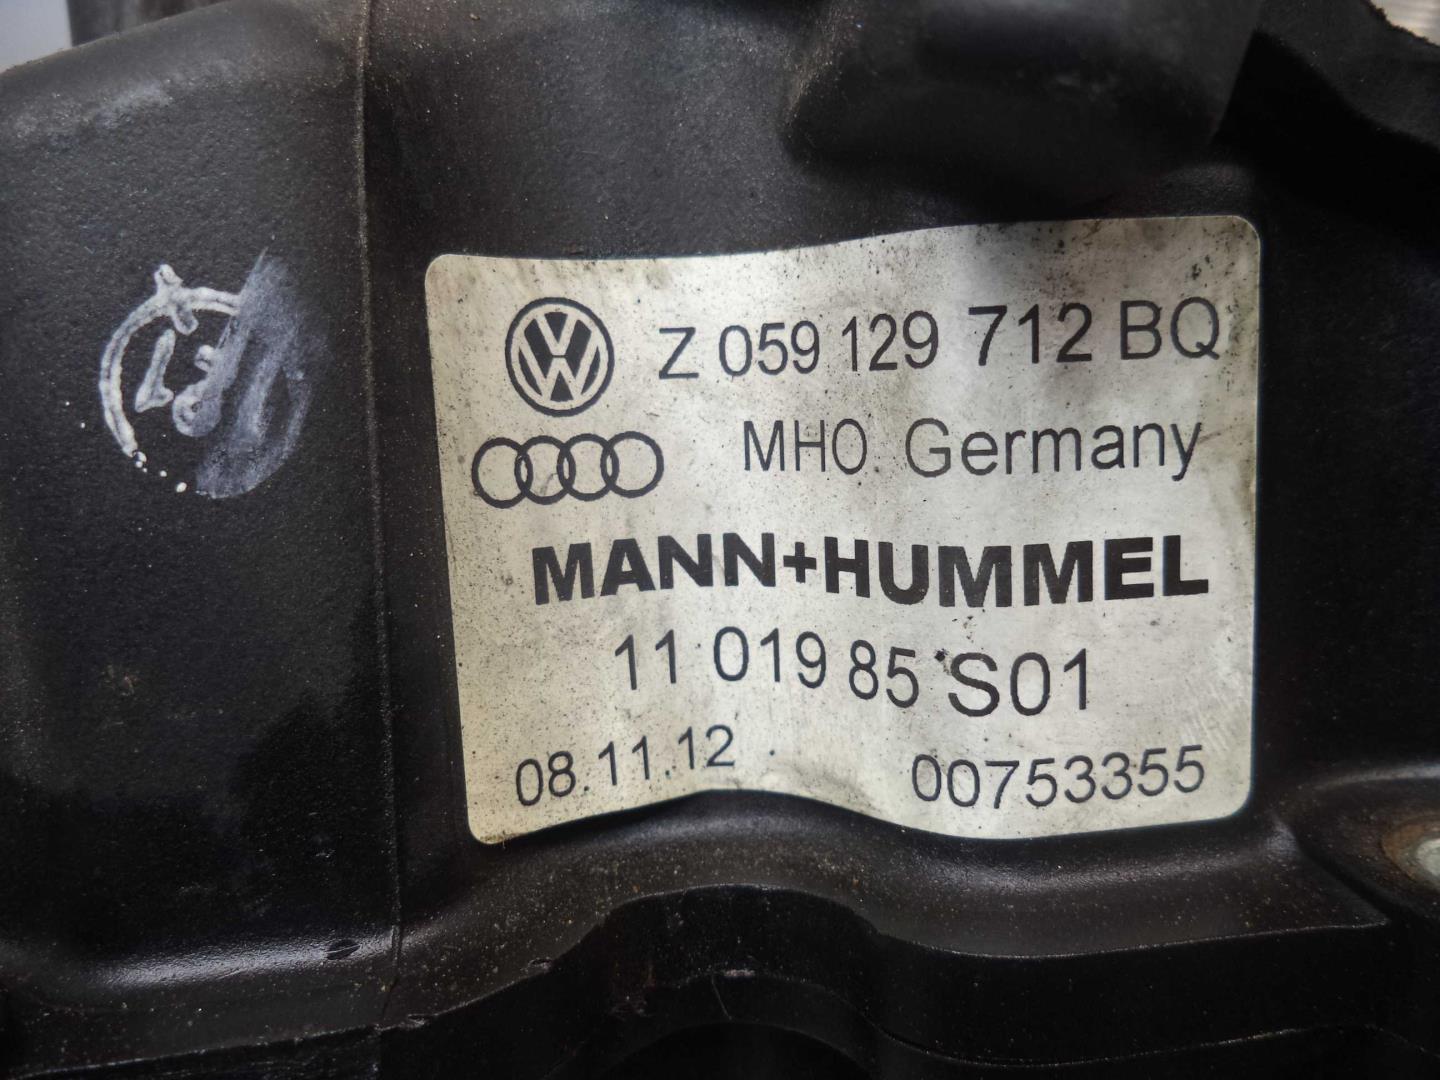 Z 059 129 712 BQ
MHO. Germany
MANN+HUMMEL
11 019 85 S01
08.11.12
00753355